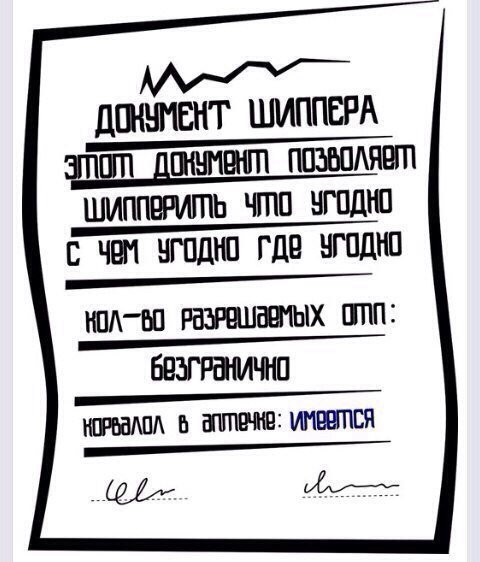 ДОКУМЕНТ ШИППЕРА
ЭТОТ ДОКУМЕНТ ПОЗВОЛЯЕТ
ШИППЕРИТЬ ЧТО УГОДНО
С ЧЕМ УГОДНО ГДЕ УГОДНО
КОЛ-ВО РАЗРЕШАЕМЫХ ОТП:
БЕЗГРАНИЧНО
КОРВАЛОЛ В АПТЕЧКЕ: ИМЕЕТСЯ